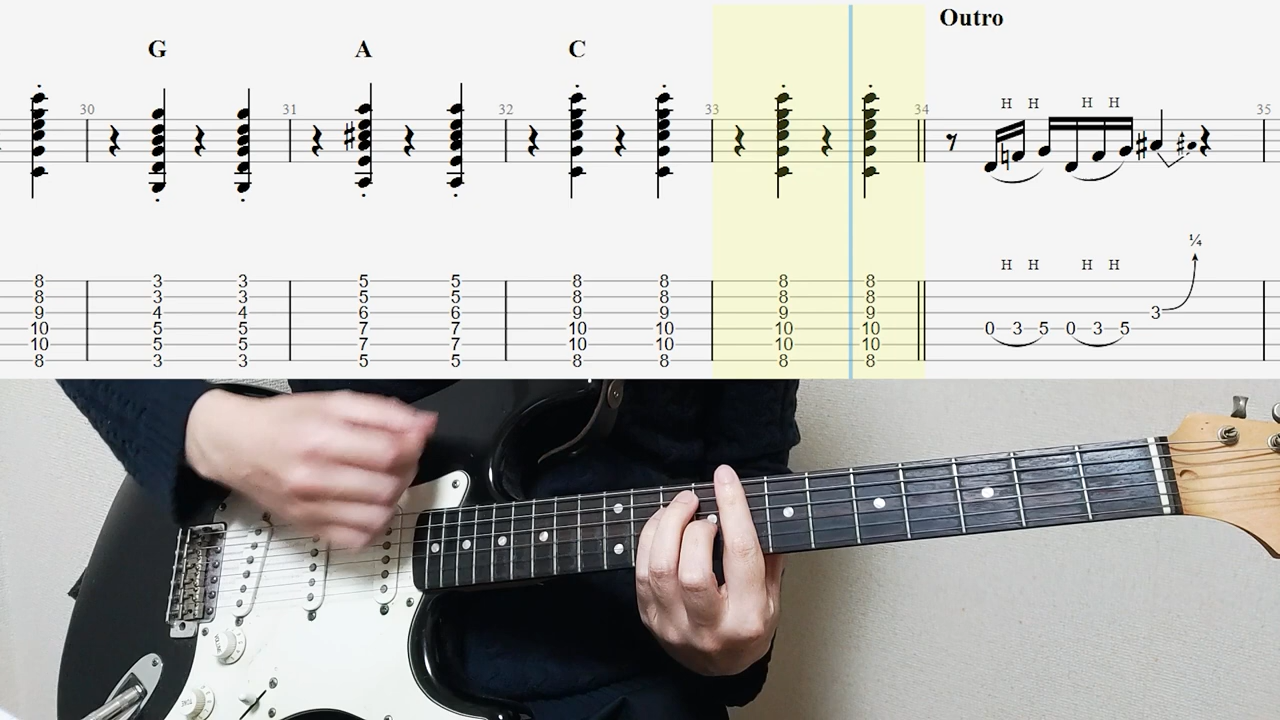 Outro
G A C
H H H H
30 31 32 33 34 35
¼
H H H H
8 3 3 5 5 8 8 8 8
8 3 3 5 5 8 8 8 8
9 4 4 6 6 9 9 9 9 3
10 5 5 7 7 10 10 10 10 0 3 5 0 3 5
10 5 5 7 7 10 10 10 10
8 3 3 5 5 8 8 8 8